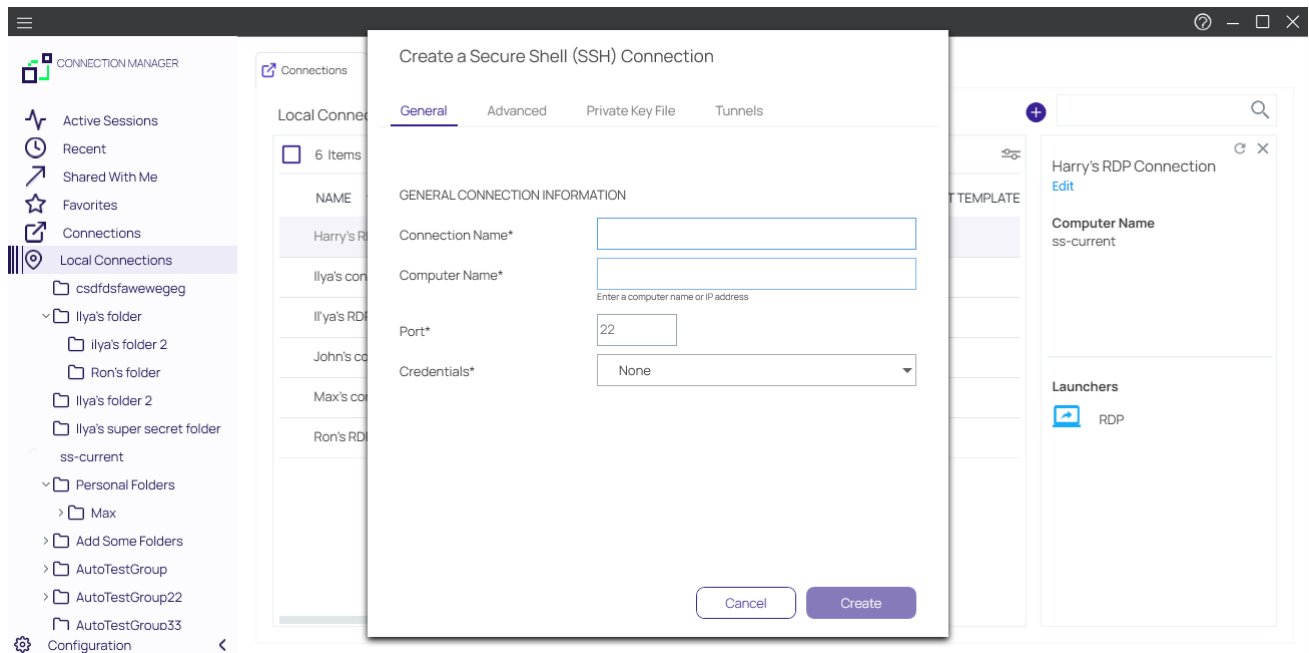 CONNECTION MANAGER
Active Sessions
Recent
Shared With Me
Favorites
Connections
Local Connections
csdfdsfawewegeg
Ilya's folder
ilya's folder 2
Ron's folder
Ilya's folder 2
Ilya's super secret folder
ss-current
Personal Folders
Max
Add Some Folders
AutoTestGroup
AutoTestGroup22
AutoTestGroup33
Configuration
Connections
Local Connec
6 Items
NAME
Harry's R
Ilya's con
Il'ya's RDP
John's co
Max's con
Ron's RDP
Create a Secure Shell (SSH) Connection
General Advanced Private Key File Tunnels
GENERAL CONNECTION INFORMATION
Connection Name*
Computer Name*
Enter a computer name or IP address
Port* 22
Credentials* None
Cancel Create
T TEMPLATE
Harry's RDP Connection
Edit
Computer Name
ss-current
Launchers
RDP